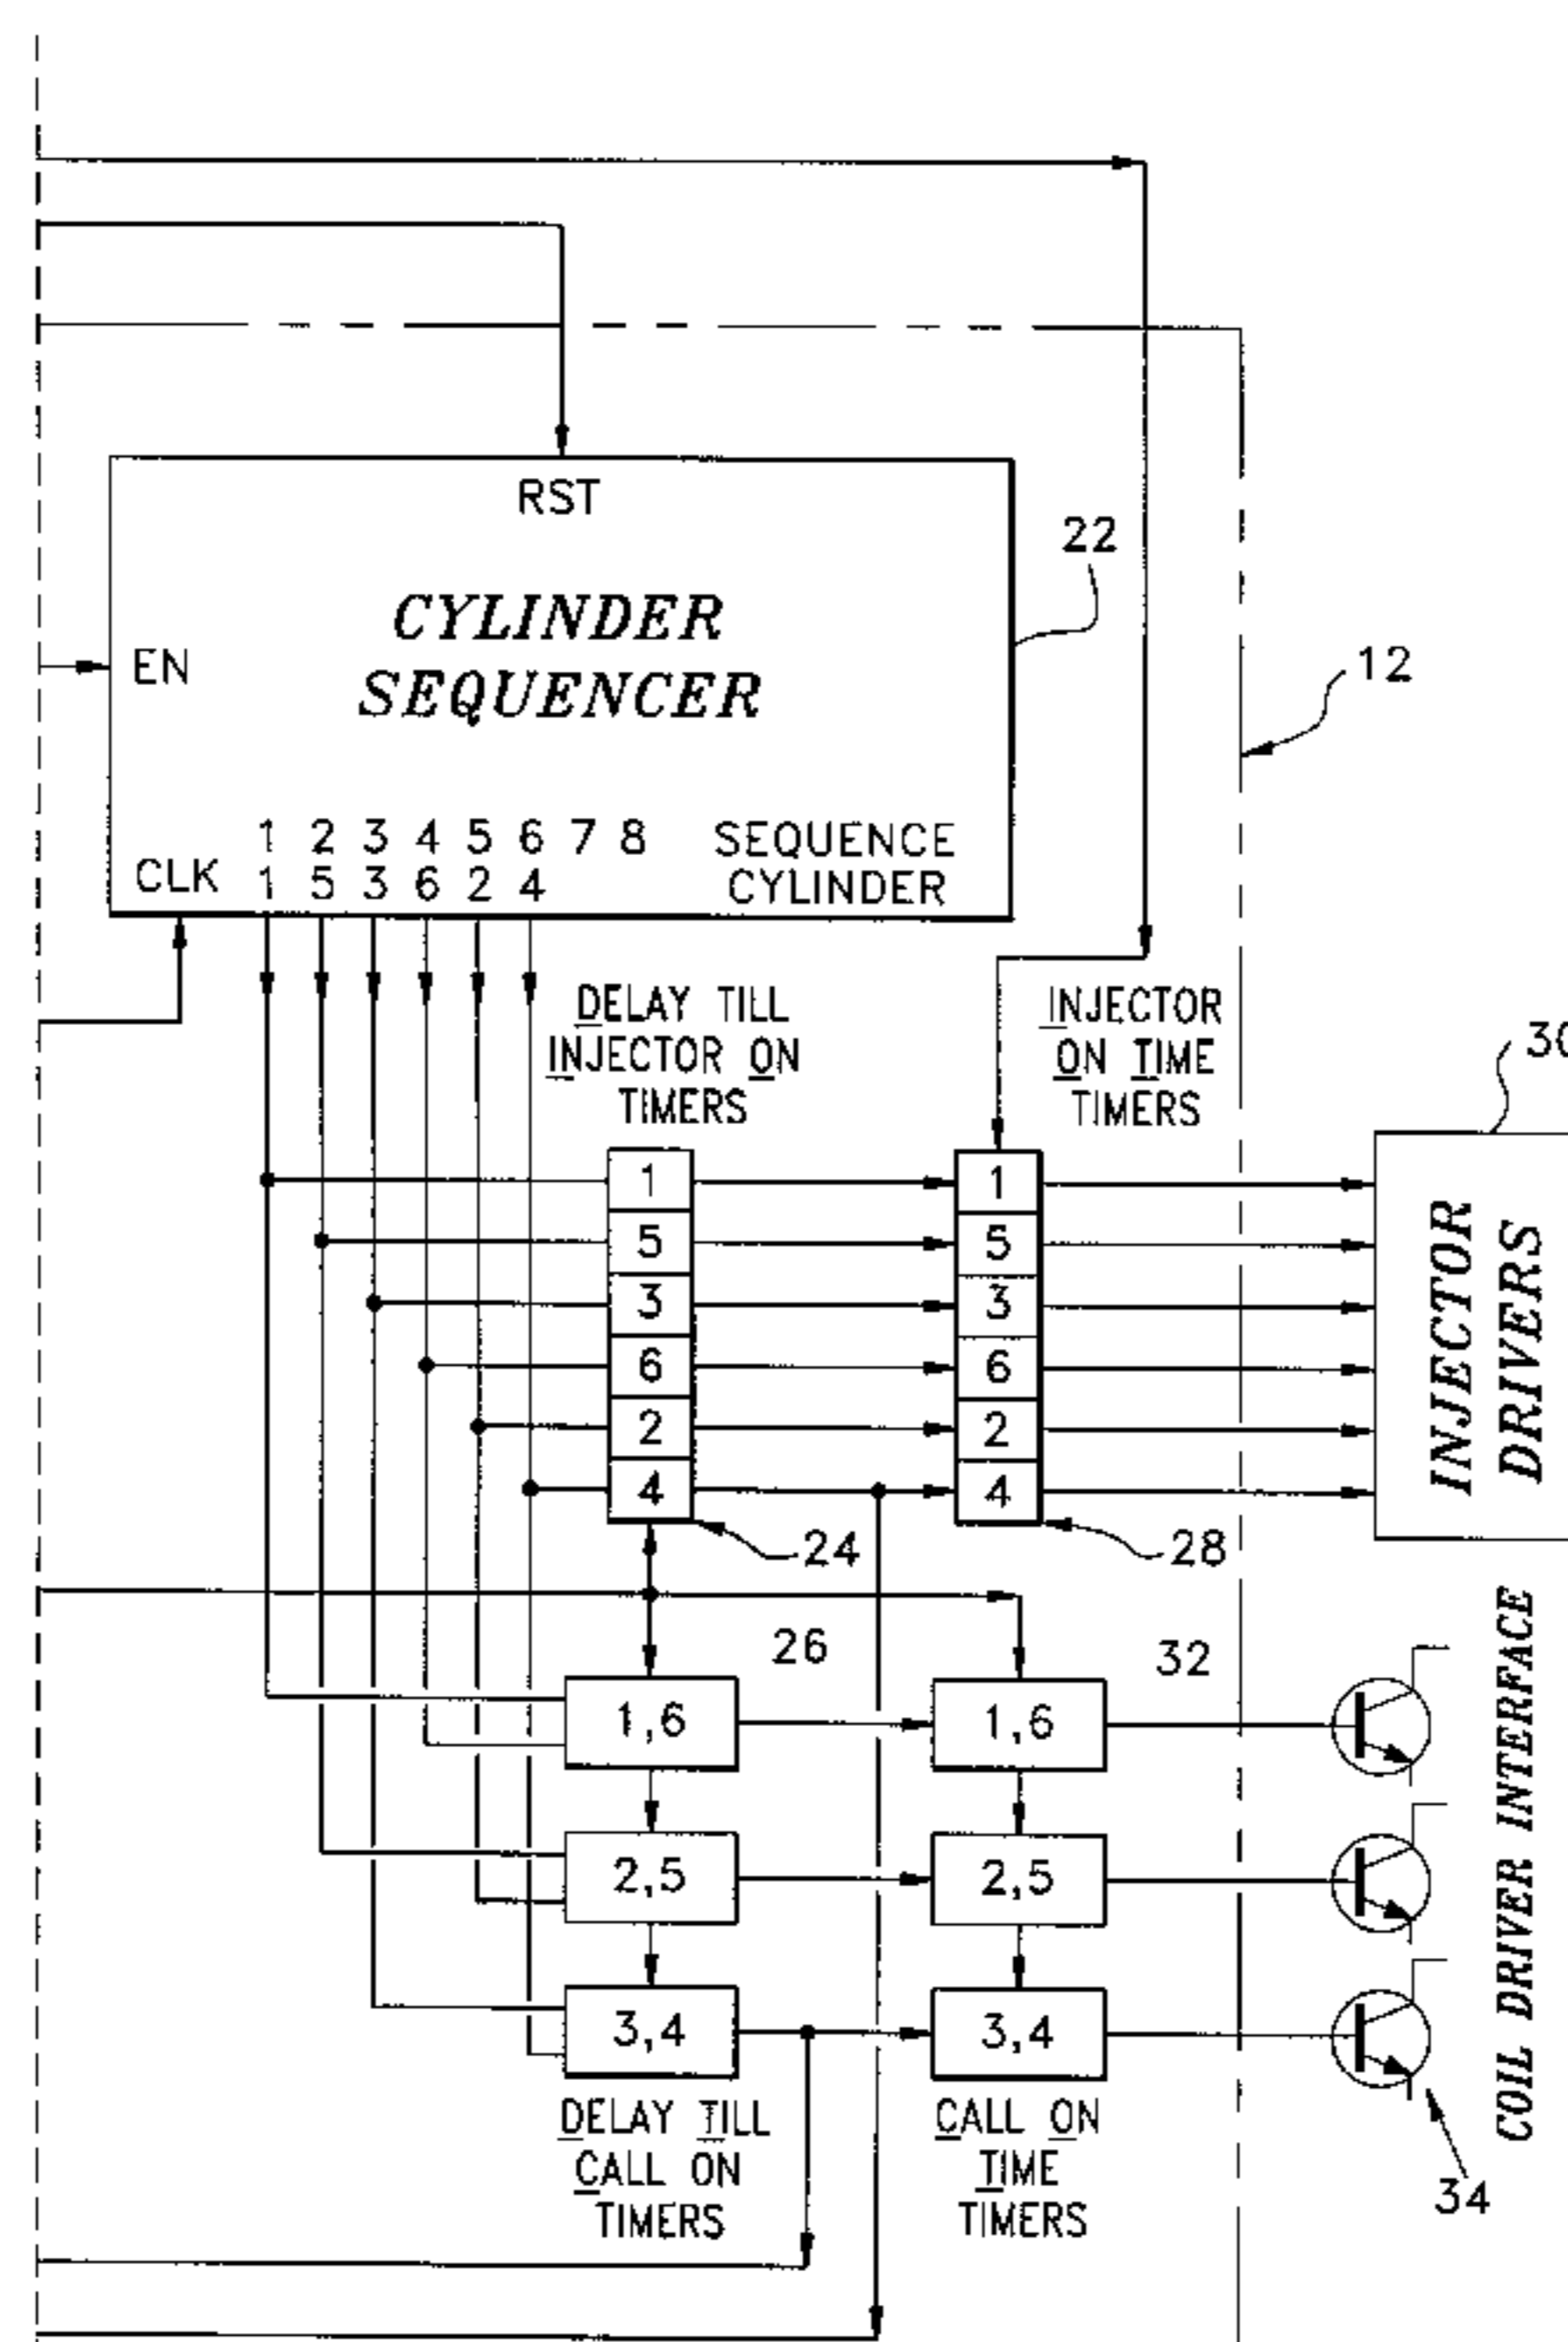 RST
22
CYLINDER
SEQUENCER
EN
12
1 2 3 4 5 6 7 8 SEQUENCE
CLK 1 5 3 6 2 4 CYLINDER
DELAY TILL
INJECTOR ON
TIMERS
INJECTOR
ON TIME
TIMERS
30
1
5
3
6
2
4
24
1
5
3
6
2
4
28
INJECTOR
DRIVERS
26
32
1,6
1,6
2,5
2,5
3,4
3,4
DELAY TILL
CALL ON
TIMERS
CALL ON
TIME
TIMERS
COIL DRIVER INTERFACE
34